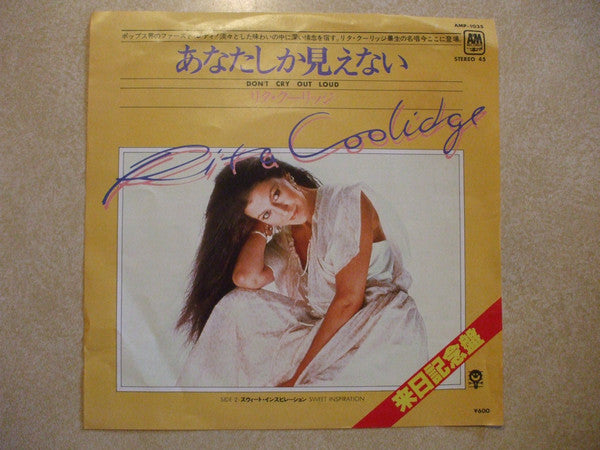 AMP-1035
ポップス界のファースト・レディ!淡々とした味わいの中に深い情念を宿す、リタ・クーリッジ畢生の名唱今ここに登場。
A&M
RECORDS
STEREO 45
あなたしか見えない
DON'T CRY OUT LOUD
リタ・クーリッジ
Rita Coolidge
来日記念盤
SIDE 2 スウィート・インスピレーション SWEET INSPIRATION
¥600